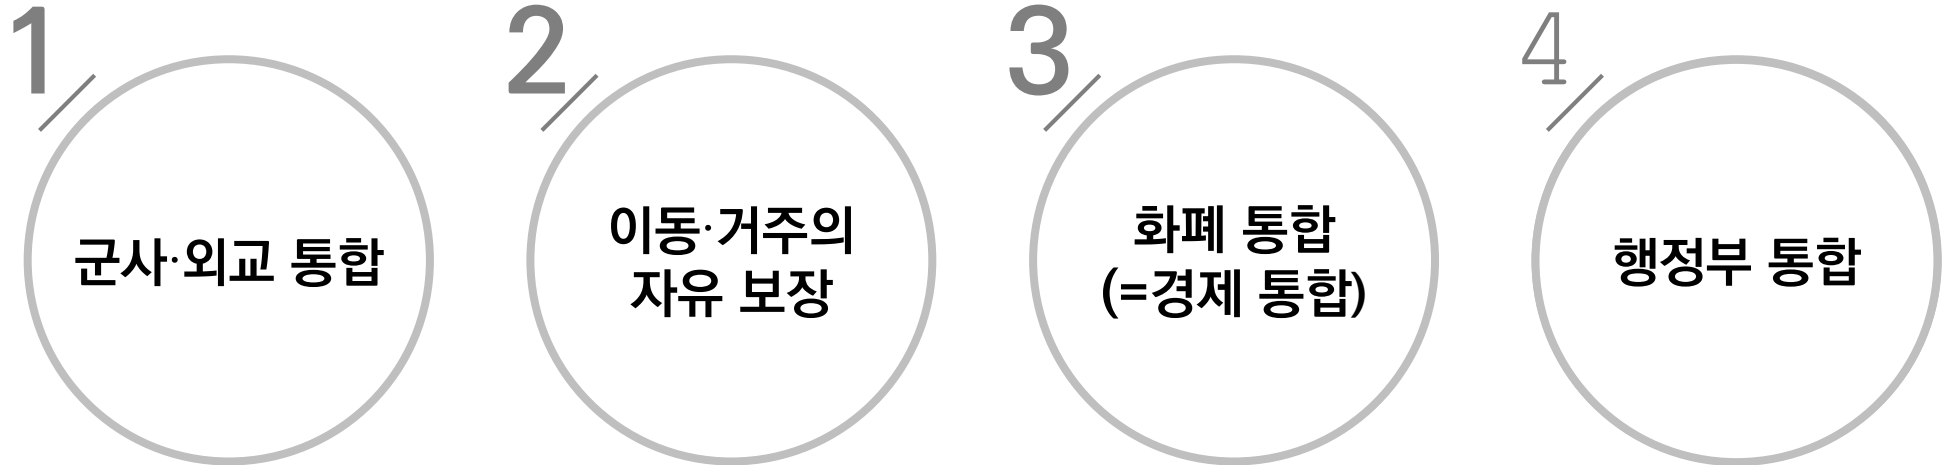 1
군사·외교 통합
2
이동·거주의
자유 보장
3
화폐 통합
(=경제 통합)
4
행정부 통합